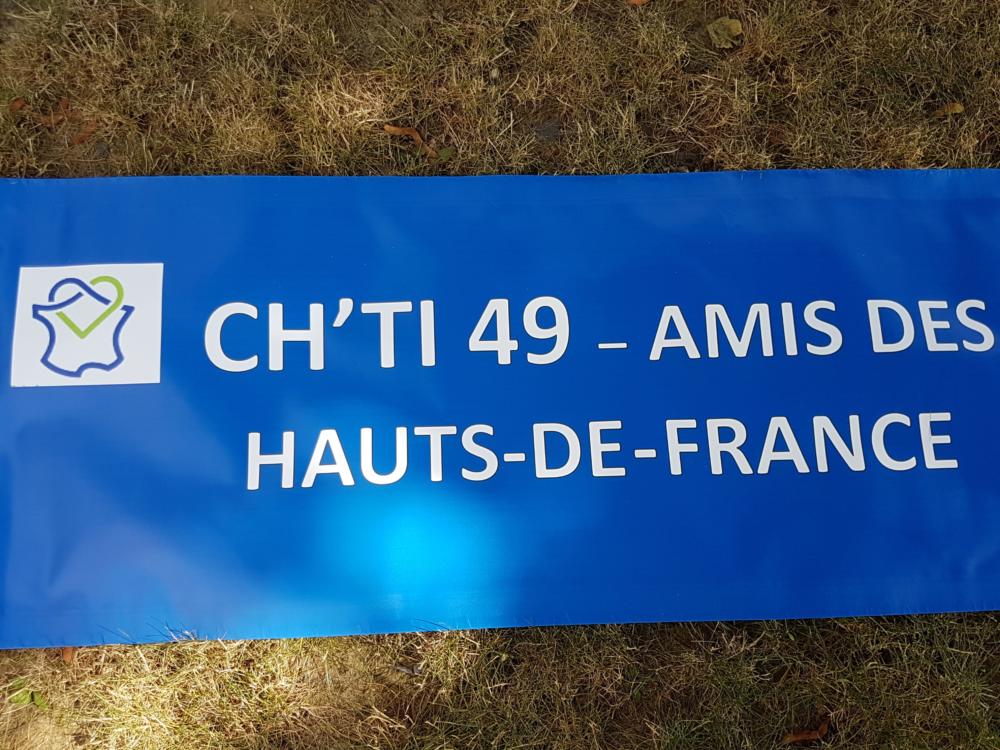 CH’TI 49 – AMIS DES
HAUTS-DE-FRANCE